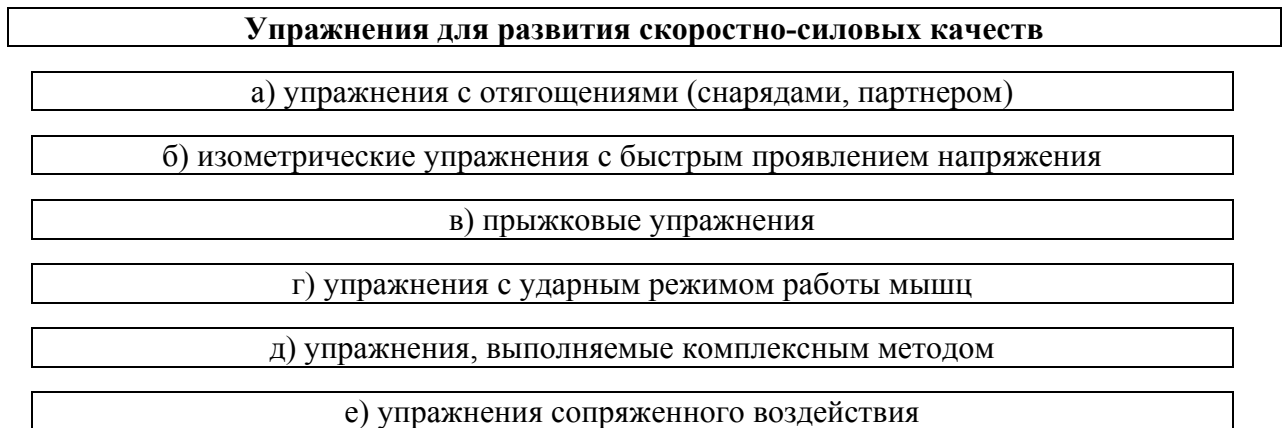 Упражнения для развития скоростно-силовых качеств
а) упражнения с отягощениями (снарядами, партнером)
б) изометрические упражнения с быстрым проявлением напряжения
в) прыжковые упражнения
г) упражнения с ударным режимом работы мышц
д) упражнения, выполняемые комплексным методом
е) упражнения сопряженного воздействия